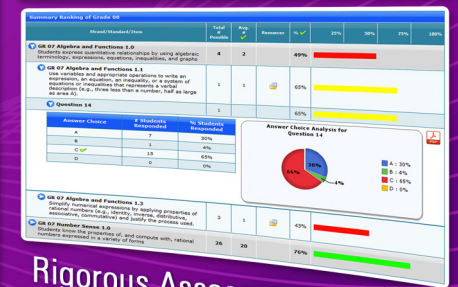 Summary Ranking of Grade 08
Strand/Standard/Item
Total # Possible
Avg. #
Resources
%
25%
50%
75%
100%
GR 07 Algebra and Functions 1.0
Students express quantitative relationships by using algebraic
terminology, expressions, equations, inequalities, and graphs
4
2
49%
GR 07 Algebra and Functions 1.1
Use variables and appropriate operations to write an
expression, an equation, an inequality, or a system of
equations or inequalities that represents a verbal
description (e.g., three less than a number, half as large
as area A).
1
1
65%
Question 14
1
65%
Answer Choice
# Students Responded
% Students Responded
A
7
30%
B
1
4%
C
15
65%
D
0
0%
Answer Choice Analysis for
Question 14
30%
4%
66%
A : 30%
B : 4%
C : 65%
D : 0%
GR 07 Algebra and Functions 1.3
Simplify numerical expressions by applying properties of
rational numbers (e.g., identity, inverse, distributive,
associative, commutative) and justify the process used.
1
43%
GR 07 Number Sense 1.0
Students know the properties of, and compute with, rational
numbers expressed in a variety of forms
26
20
76%
Rigorous